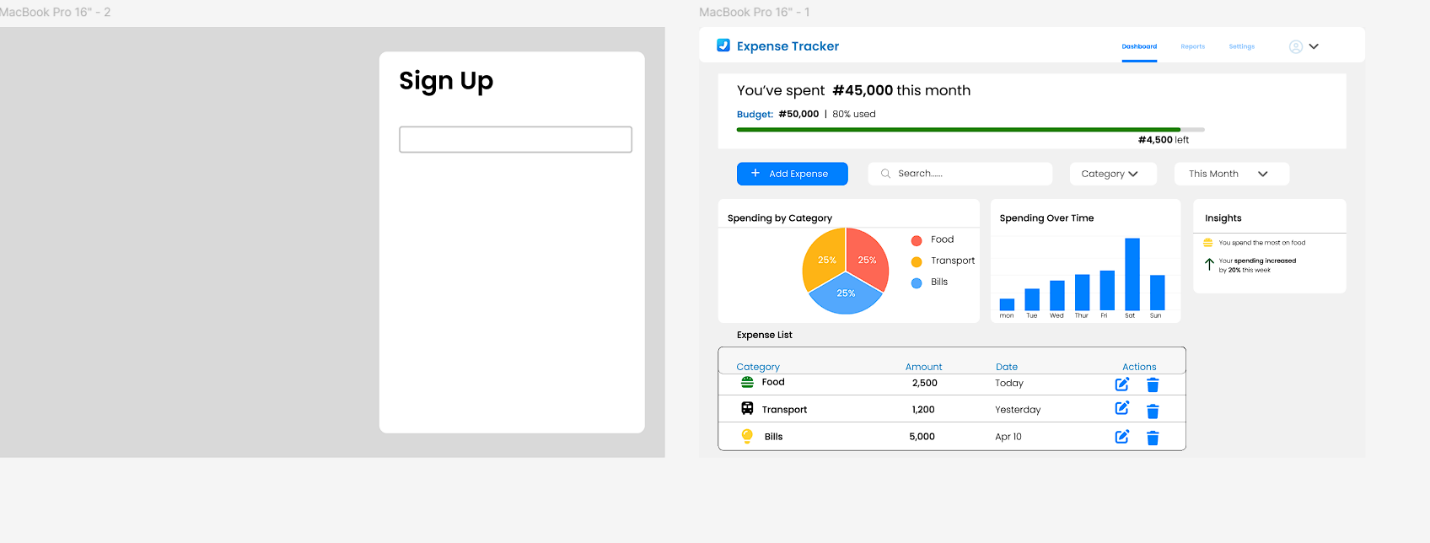 MacBook Pro 16" - 2
Sign Up
MacBook Pro 16" - 1
Expense Tracker
Dashboard
Reports
Settings
You’ve spent #45,000 this month
Budget: #50,000 | 80% used
#4,500 left
+ Add Expense
Search.....
Category
This Month
Spending by Category
25%
25%
25%
Food
Transport
Bills
Spending Over Time
mon Tue Wed Thur Fri Sat Sun
Insights
You spend the most on food
Your spending increased
by 20% this week
Expense List
Category Amount Date Actions
Food 2,500 Today
Transport 1,200 Yesterday
Bills 5,000 Apr 10